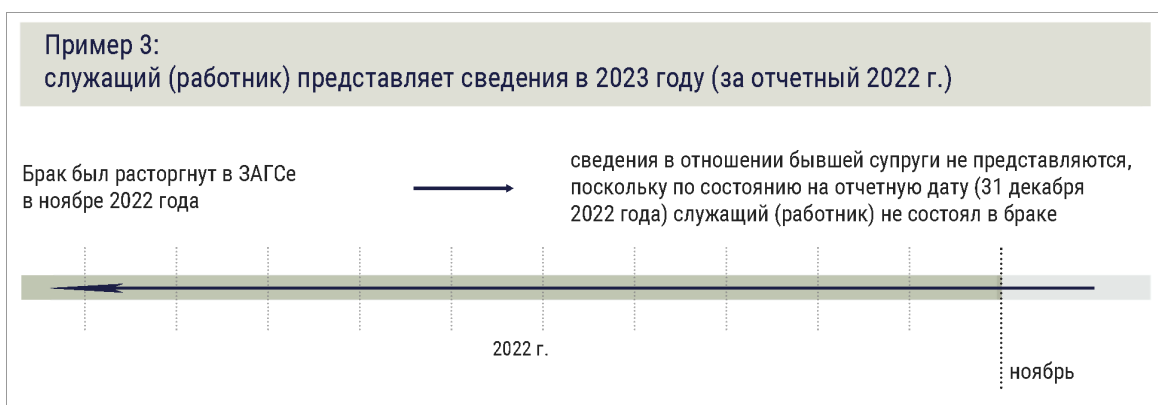 Пример 3:
служащий (работник) представляет сведения в 2023 году (за отчетный 2022 г.)
Брак был расторгнут в ЗАГСе
в ноябре 2022 года
сведения в отношении бывшей супруги не представляются,
поскольку по состоянию на отчетную дату (31 декабря
2022 года) служащий (работник) не состоял в браке
2022 г.
ноябрь